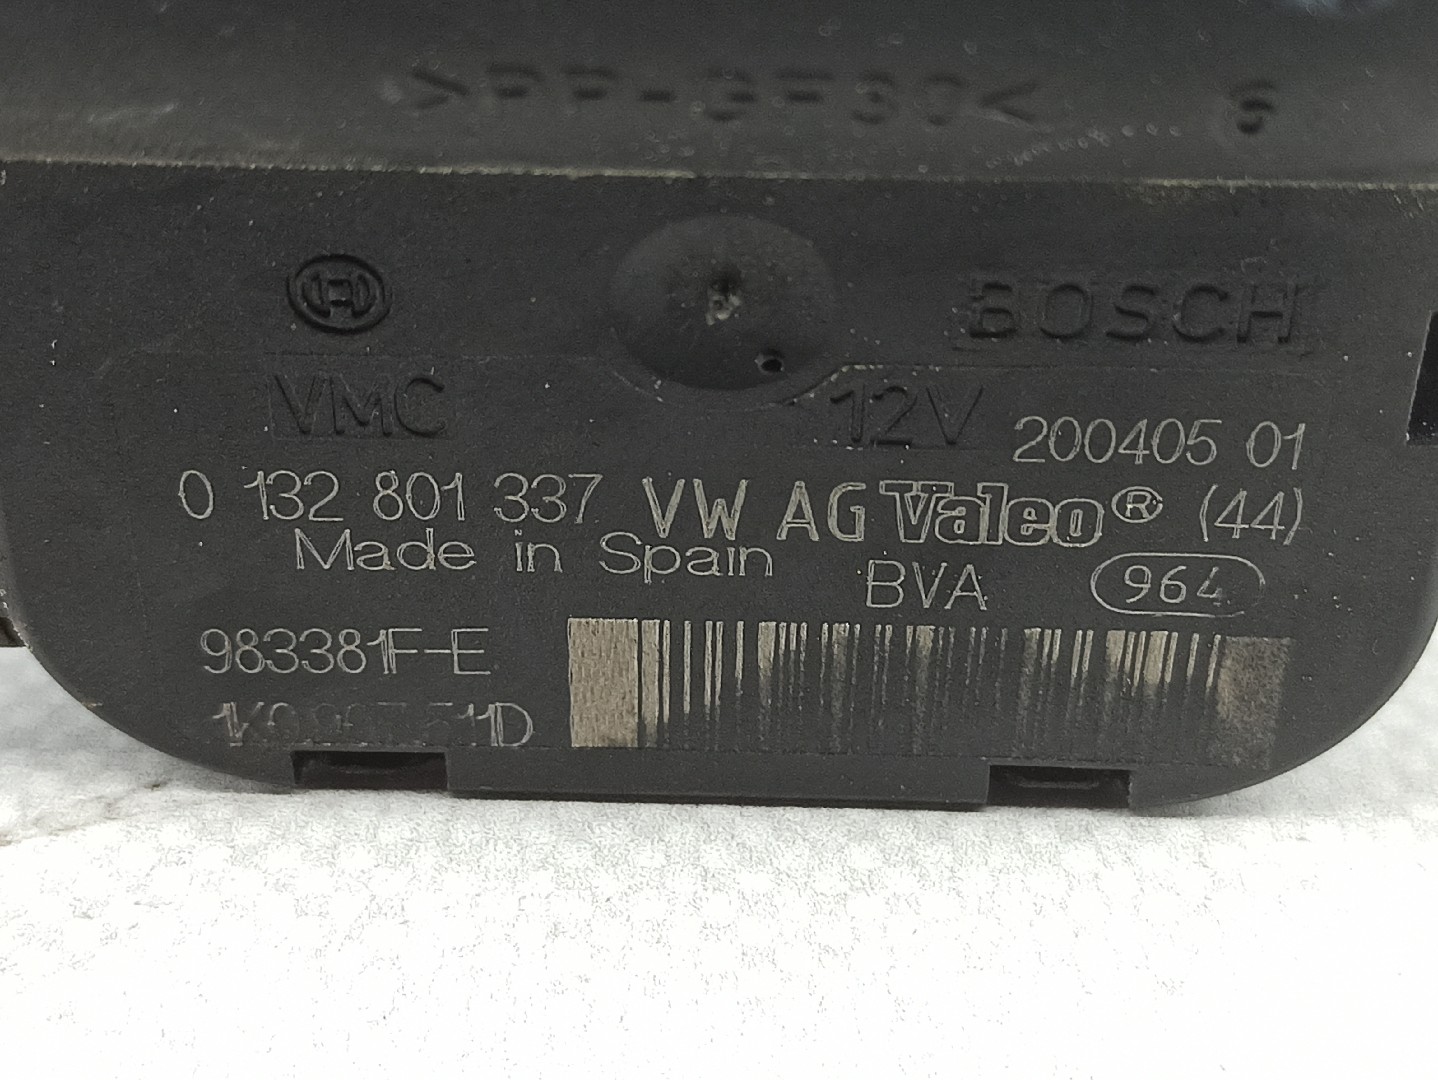 >PP-GF30< 6
BOSCH
VMC 12V 200405 01
0 132 801 337 VW AG Valeo® (44)
Made in Spain BVA 964
983381F-E